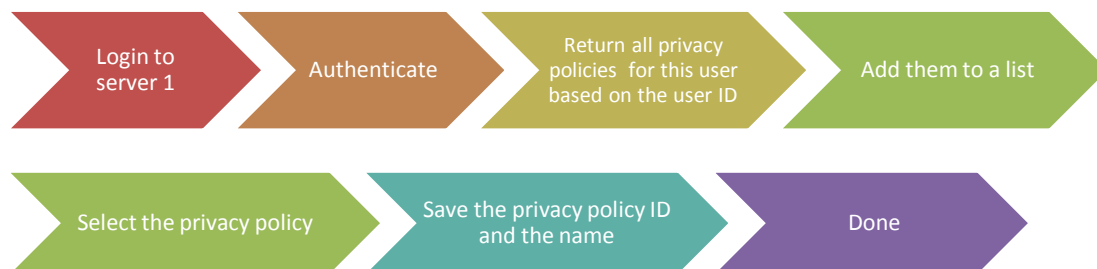 Login to
server 1
Authenticate
Return all privacy
policies for this user
based on the user ID
Add them to a list
Select the privacy policy
Save the privacy policy ID
and the name
Done